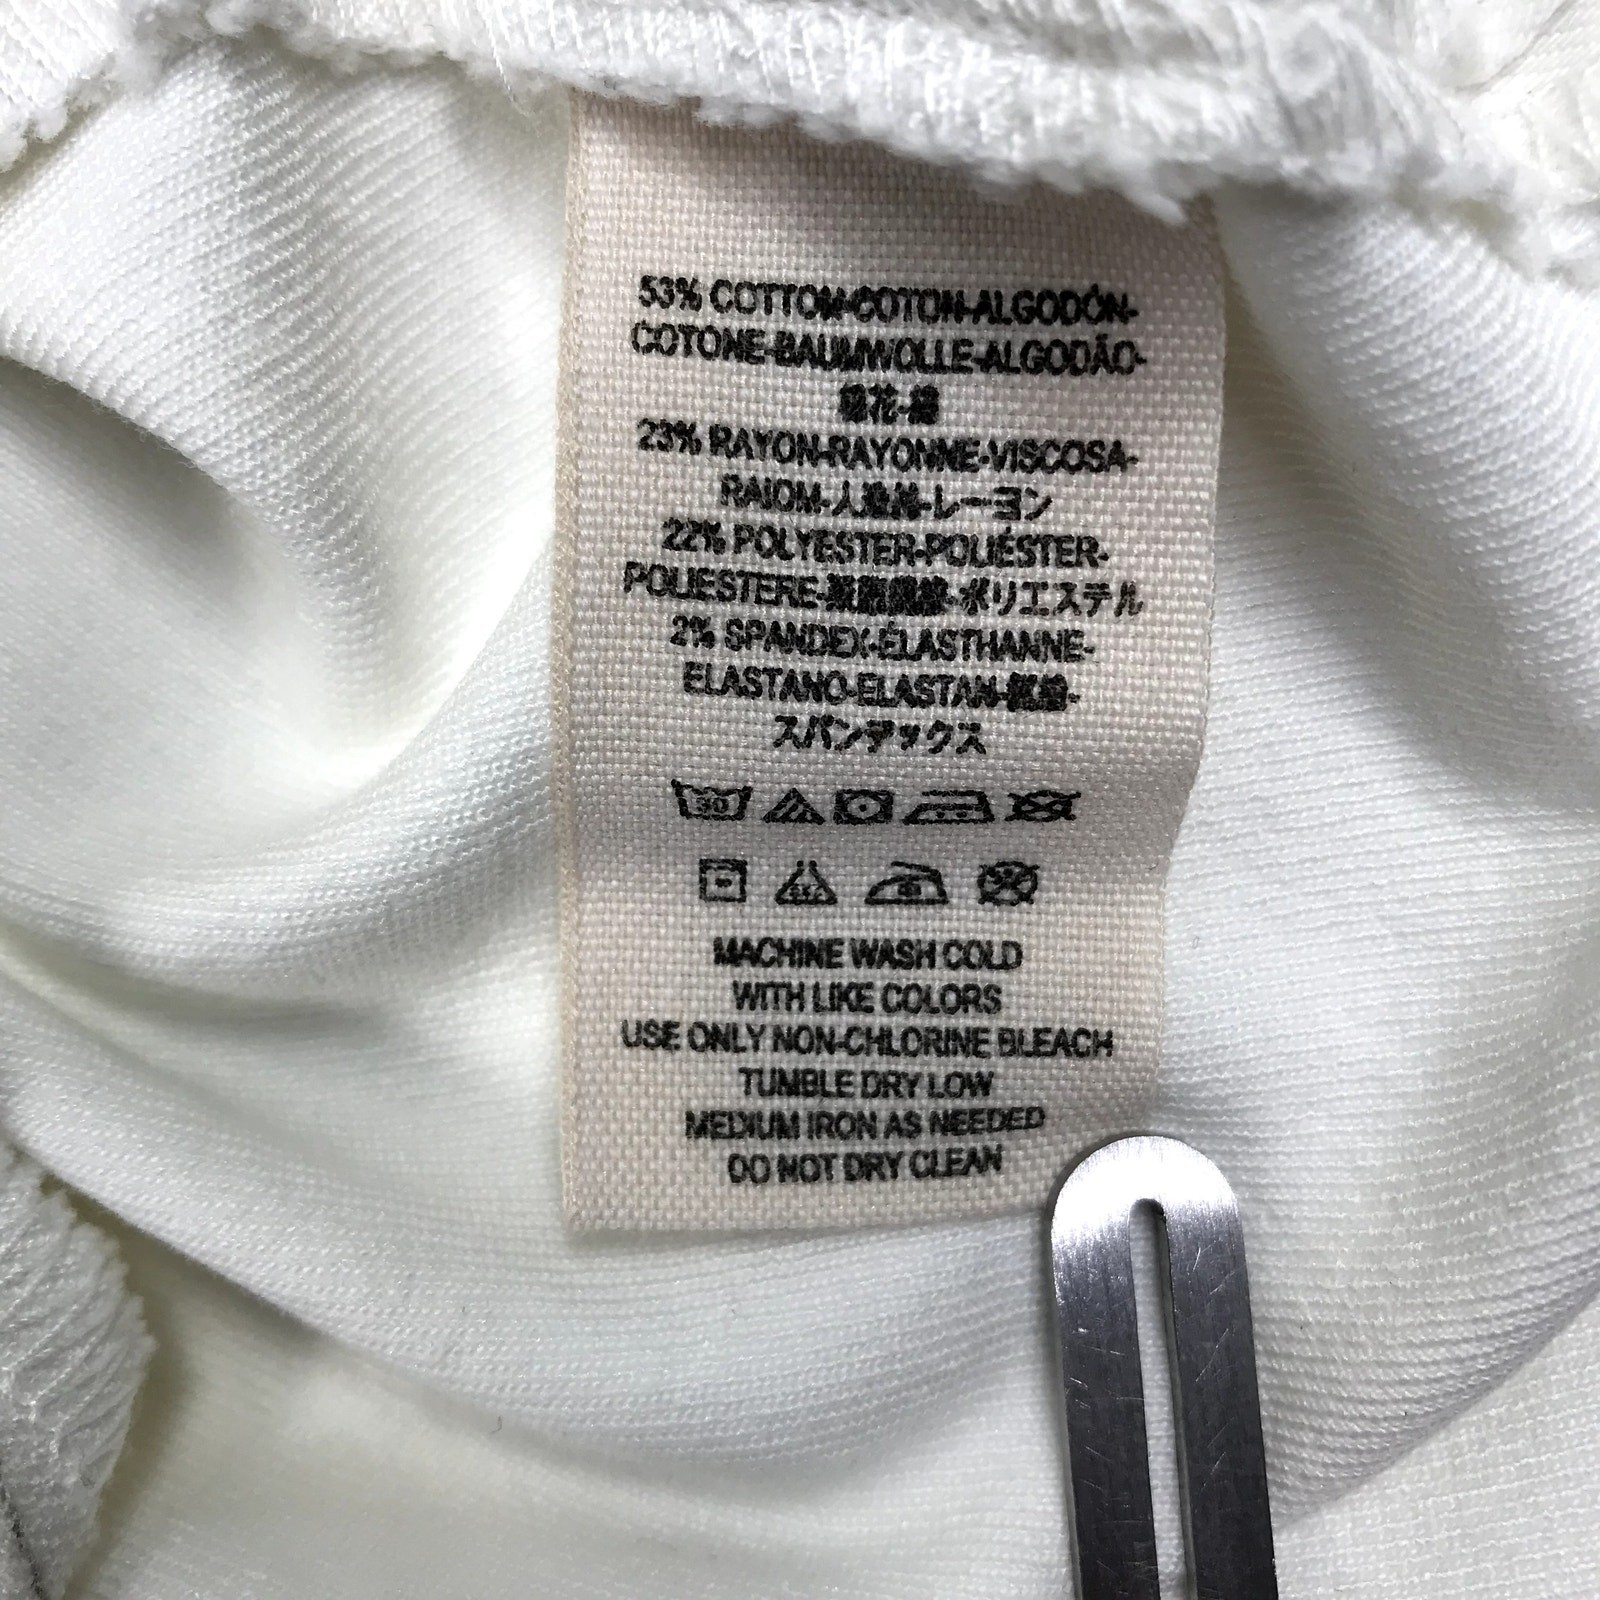 53% COTTON-COTON-ALGODÓN-
COTONE-BAUMWOLLE-ALGODÃO-
棉花-綿
23% RAYON-RAYONNE-VISCOSA-
RAIOM-人造絲-レーヨン
22% POLYESTER-POLIÉSTER-
POLIESTERE-聚酯纖維-ポリエステル
2% SPANDEX-ÉLASTHANNE-
ELASTANO-ELASTAN-氨綸-
スパンデックス
30
MACHINE WASH COLD
WITH LIKE COLORS
USE ONLY NON-CHLORINE BLEACH
TUMBLE DRY LOW
MEDIUM IRON AS NEEDED
DO NOT DRY CLEAN